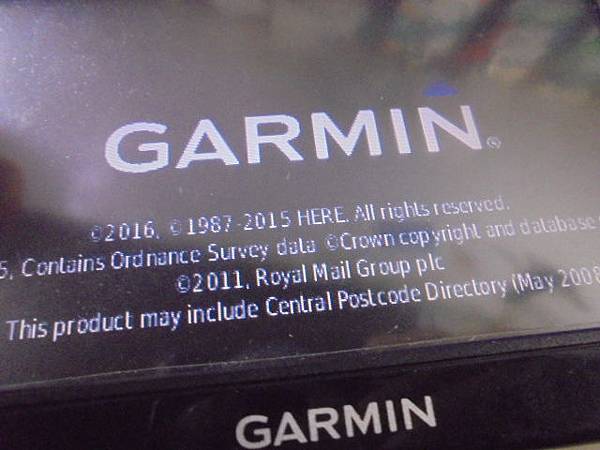 GARMIN®
©2016, ©1987-2015 HERE. All rights reserved.
5, Contains Ordnance Survey data ©Crown copyright and database
©2011, Royal Mail Group plc
This product may include Central Postcode Directory (May 2008
GARMIN